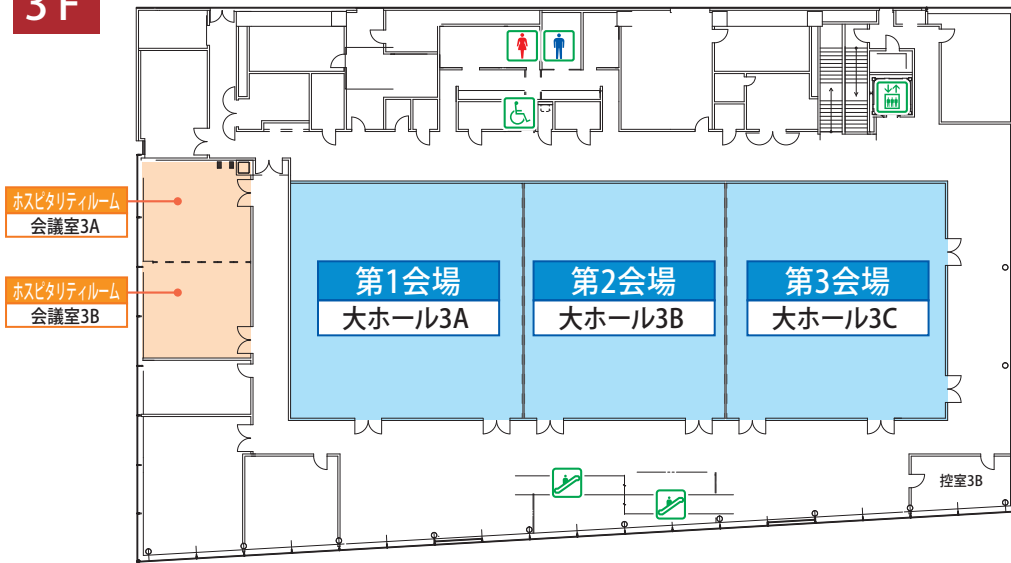 3F
ホスピタリティルーム
会議室3A
ホスピタリティルーム
会議室3B
第1会場
大ホール3A
第2会場
大ホール3B
第3会場
大ホール3C
控室3B